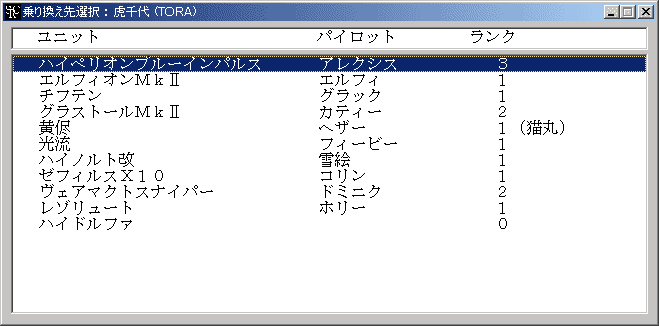 乗り換え先選択：虎千代 (TORA)
ユニット パイロット ランク
ハイペリオンブルーインパルス アレクシス ３
エルフィオンＭｋⅡ エルフィ １
チフテン グラック １
グラストールＭｋⅡ カティー ２
黄伬 ヘザー １（猫丸）
光流 フィービー １
ハイノルト改 雪絵 １
ゼフィルスＸ１０ コリン １
ヴェアマクトスナイパー ドミニク ２
レゾリュート ホリー １
ハイドルファ ０